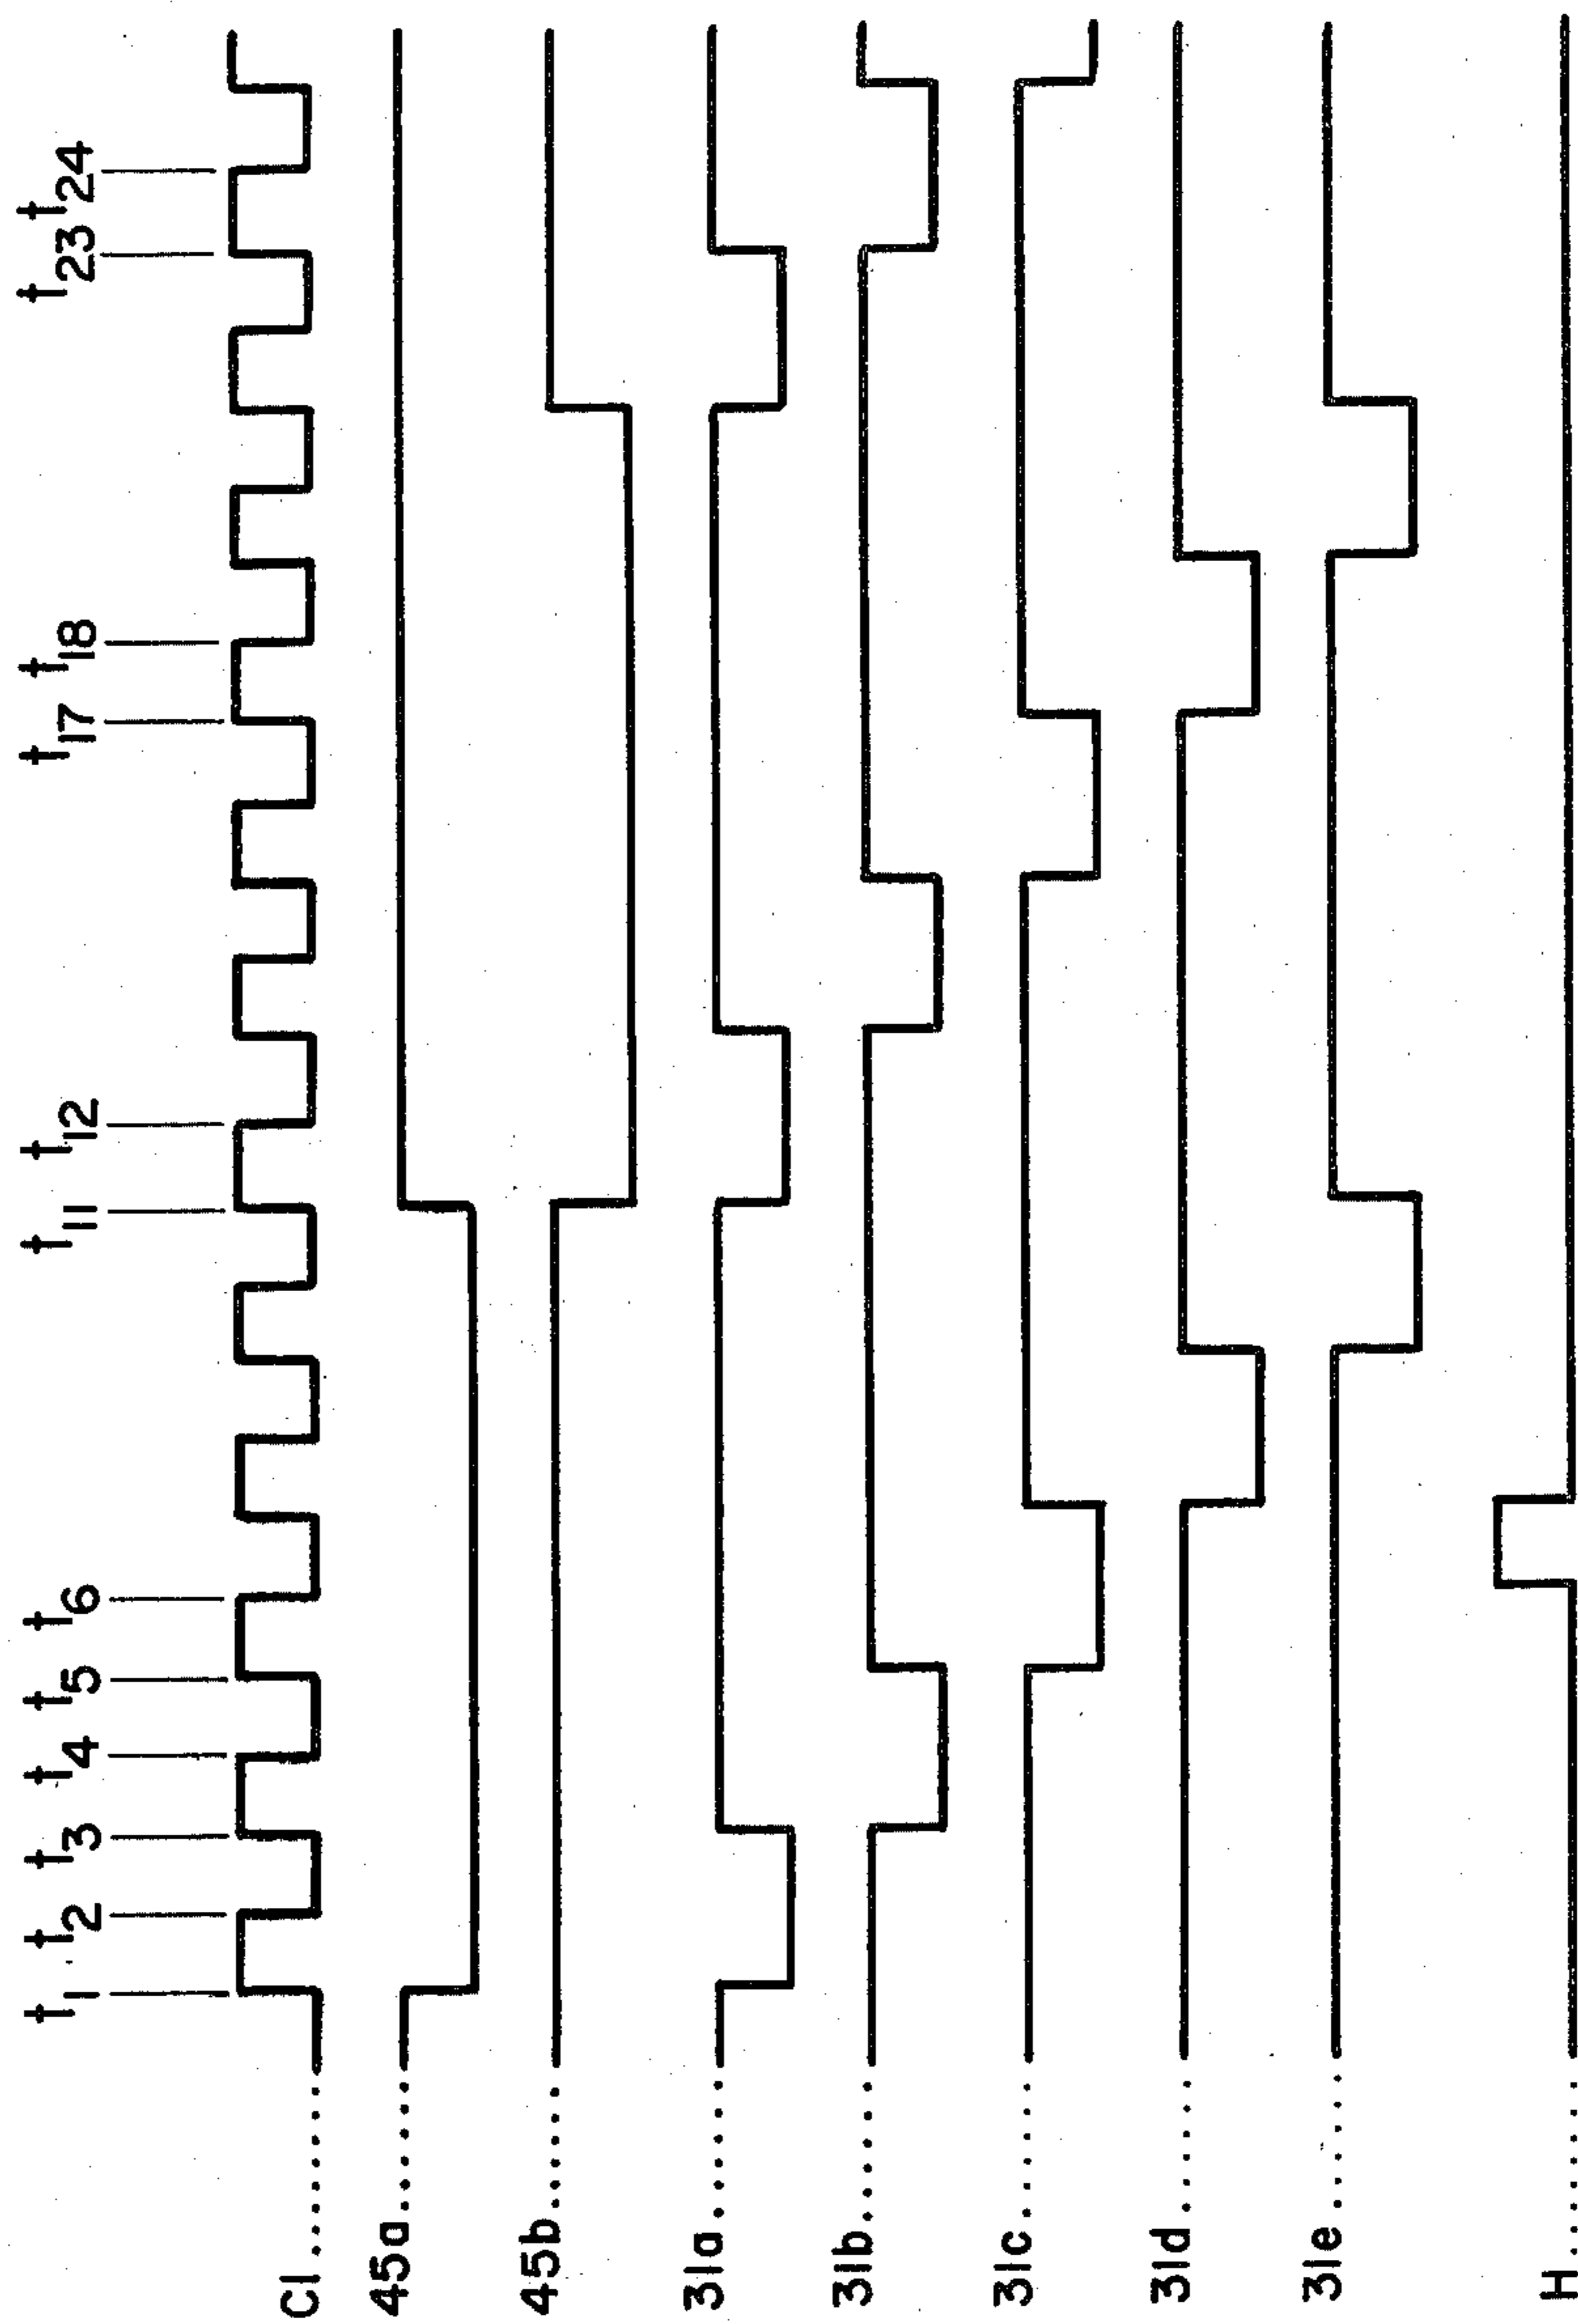 t1 t2 t3 t4 t5 t6 t11 t12 t17 t18 t23 t24
C1......
45a......
45b......
31a......
31b......
31c......
31d......
31e......
H......